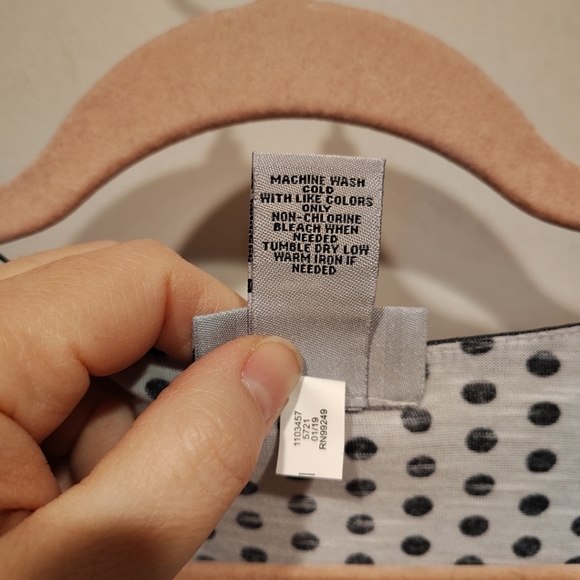 MACHINE WASH
COLD
WITH LIKE COLORS
ONLY
NON-CHLORINE
BLEACH WHEN
NEEDED
TUMBLE DRY LOW
WARM IRON IF
NEEDED
1103457
5721
01/19
RN99249